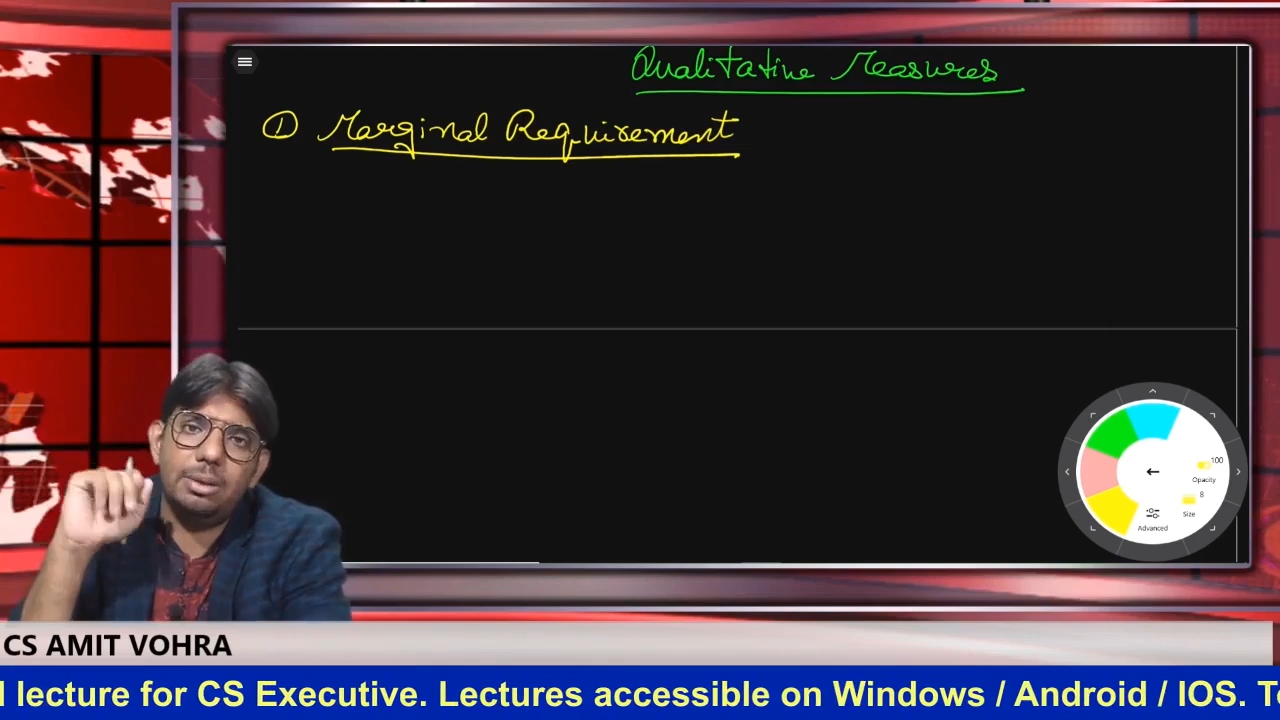 Qualitative Measures
① Marginal Requirement
100
Opacity
8
Size
Advanced
CS AMIT VOHRA
lecture for CS Executive. Lectures accessible on Windows / Android / IOS.